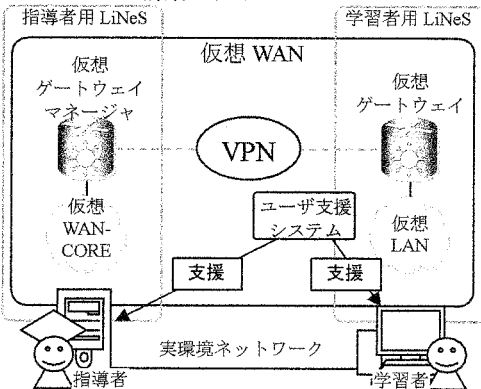 指導者用 LiNeS
学習者用 LiNeS
仮想 WAN
仮想
ゲートウェイ
マネージャ
仮想
ゲートウェイ
VPN
仮想
WAN-
CORE
ユーザ支援
システム
仮想
LAN
支援
支援
実環境ネットワーク
指導者
学習者